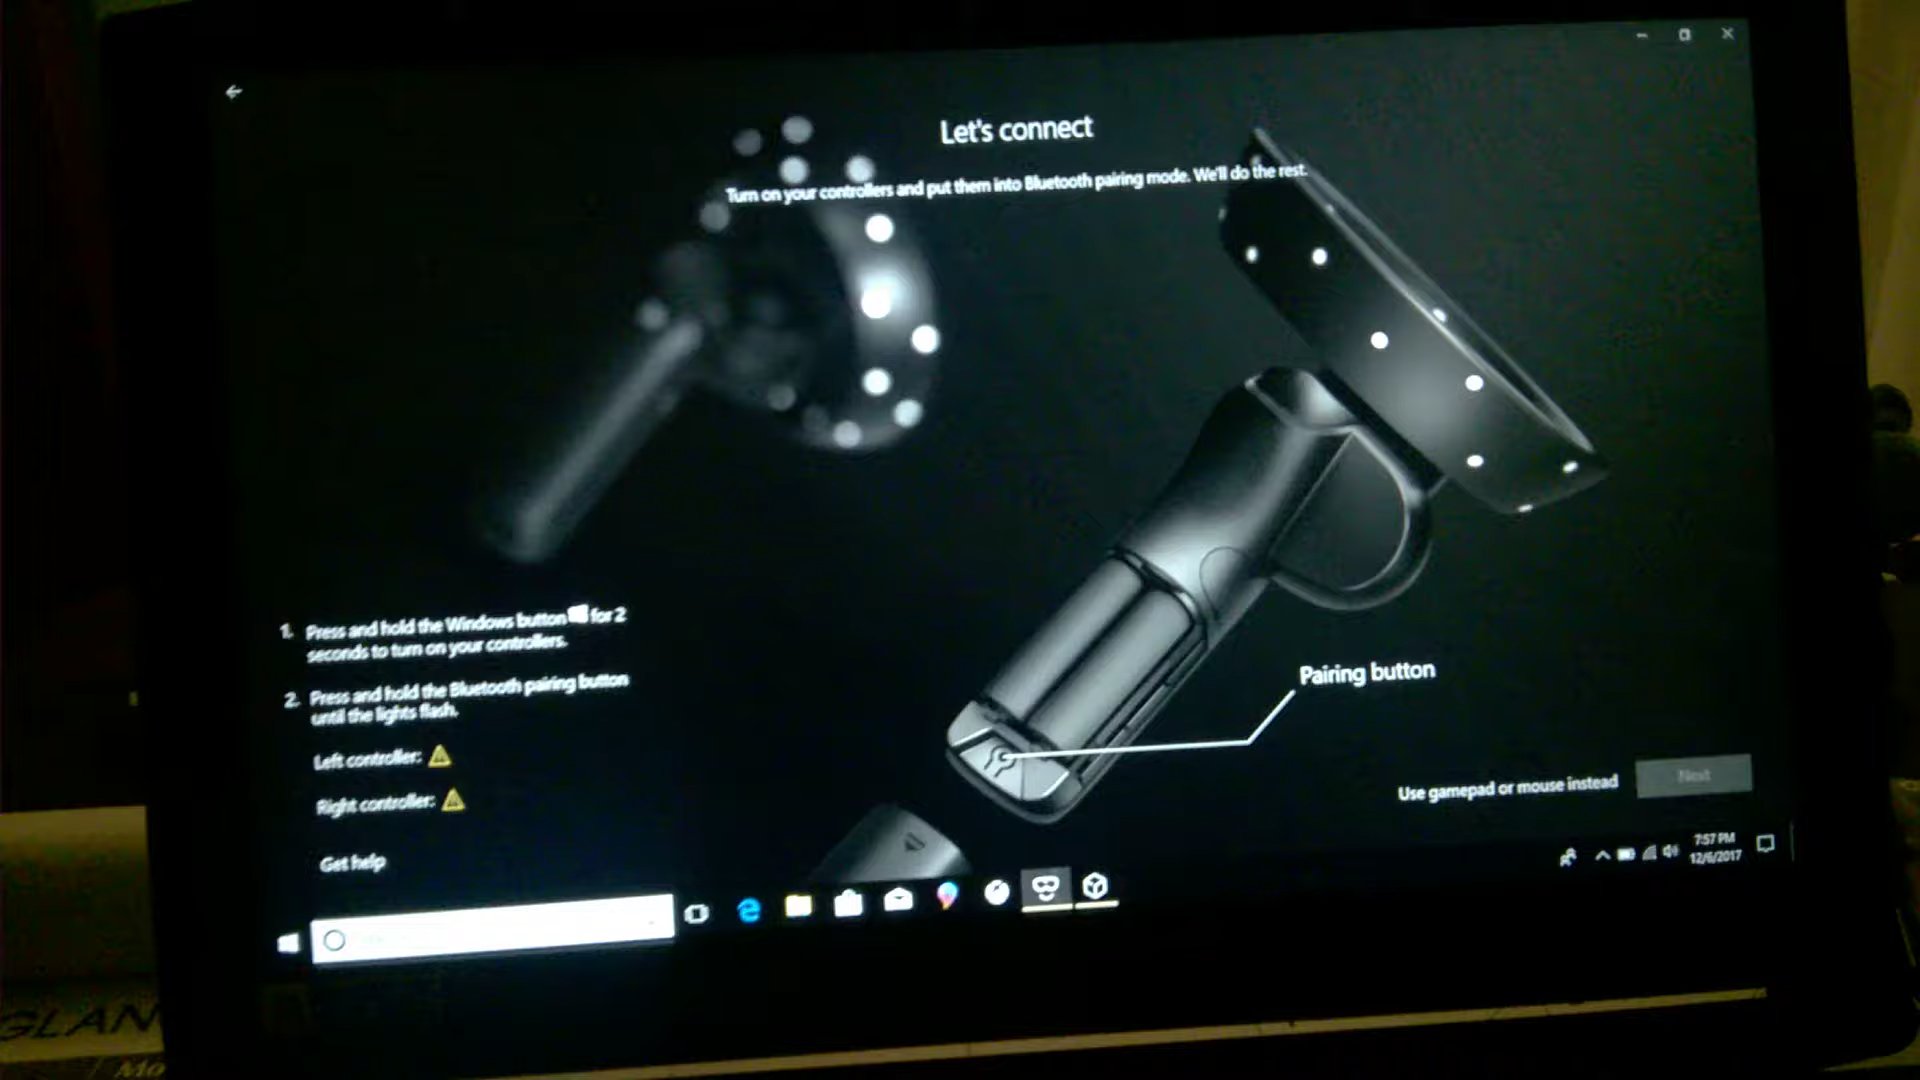 Let's connect
Turn on your controllers and put them into Bluetooth pairing mode. We'll do the rest.
1. Press and hold the Windows button for 2
seconds to turn on your controllers.
2. Press and hold the Bluetooth pairing button
until the lights flash.
Left controller:
Right controller:
Get help
Pairing button
Use gamepad or mouse instead
Next
7:57 PM
12/6/2017
GLAN
Mo